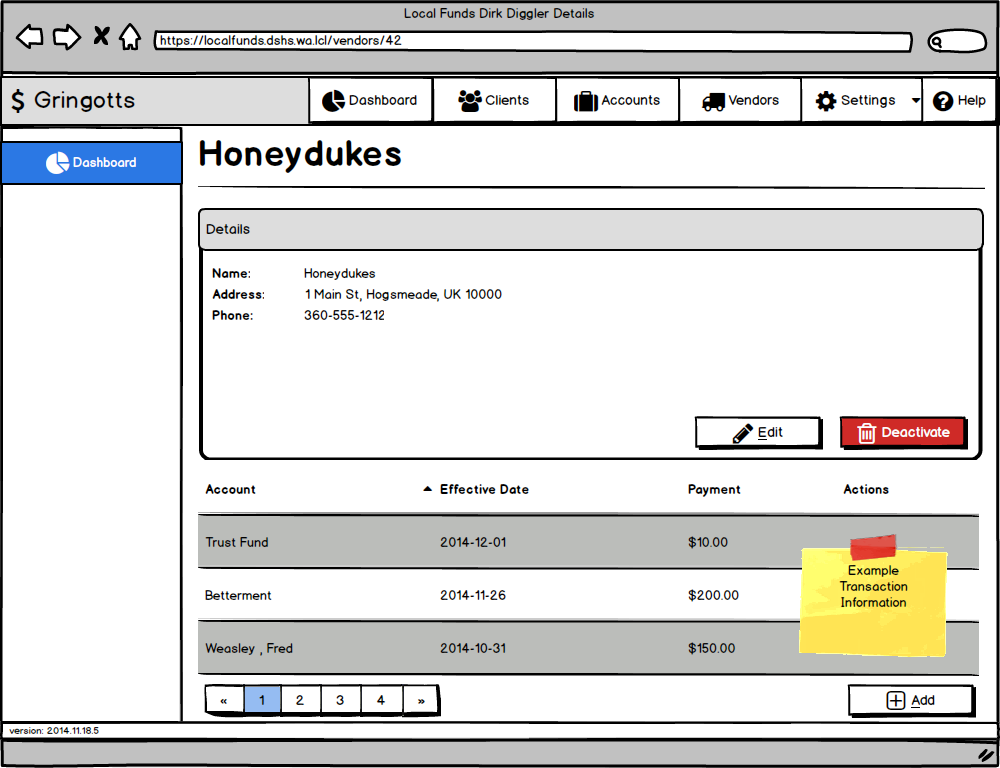 Local Funds Dirk Diggler Details
https://localfunds.dshs.wa.lcl/vendors/42
$ Gringotts
Dashboard
Clients
Accounts
Vendors
Settings
Help
Dashboard
Honeydukes
Details
Name: Honeydukes
Address: 1 Main St, Hogsmeade, UK 10000
Phone: 360-555-1212
Edit
Deactivate
Account Effective Date Payment Actions
Trust Fund 2014-12-01 $10.00
Betterment 2014-11-26 $200.00
Weasley , Fred 2014-10-31 $150.00
Example
Transaction
Information
« 1 2 3 4 »
Add
version: 2014.11.18.5